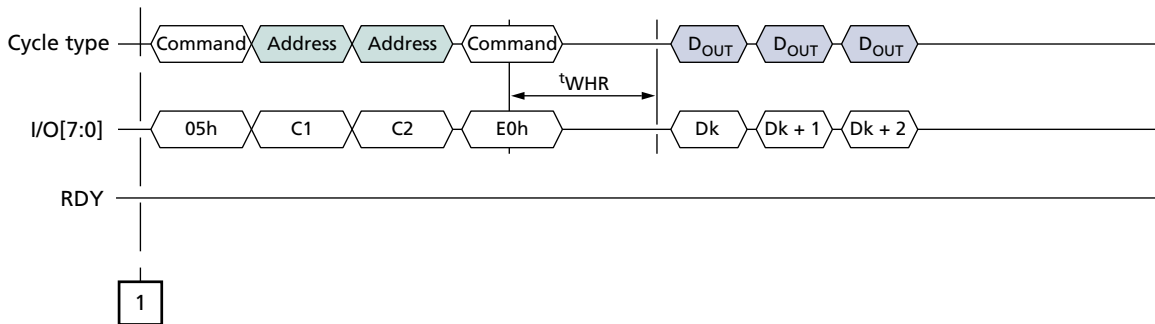 Cycle type Command Address Address Command DOUT DOUT DOUT
tWHR
I/O[7:0] 05h C1 C2 E0h Dk Dk + 1 Dk + 2
RDY
1